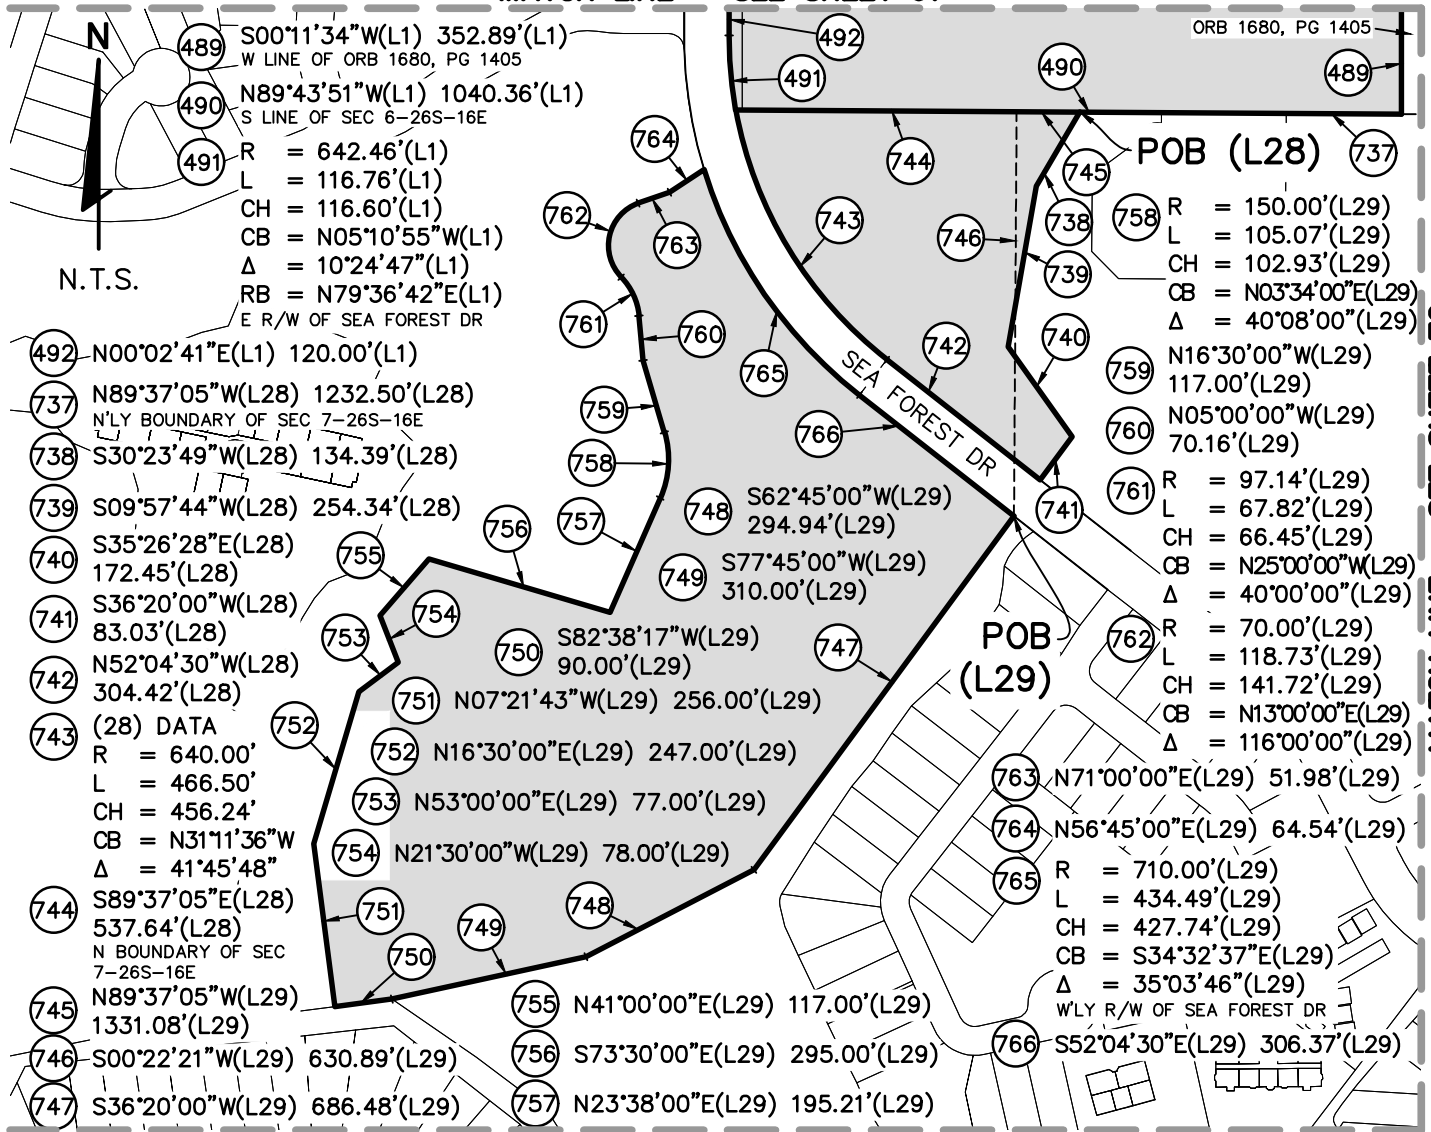 N
N.T.S.
489 S00°11'34"W(L1) 352.89'(L1)
W LINE OF ORB 1680, PG 1405
490 N89°43'51"W(L1) 1040.36'(L1)
S LINE OF SEC 6-26S-16E
491 R = 642.46'(L1)
L = 116.76'(L1)
CH = 116.60'(L1)
CB = N05°10'55"W(L1)
Δ = 10°24'47"(L1)
RB = N79°36'42"E(L1)
E R/W OF SEA FOREST DR
492 N00°02'41"E(L1) 120.00'(L1)
737 N89°37'05"W(L28) 1232.50'(L28)
N'LY BOUNDARY OF SEC 7-26S-16E
738 S30°23'49"W(L28) 134.39'(L28)
739 S09°57'44"W(L28) 254.34'(L28)
740 S35°26'28"E(L28)
172.45'(L28)
741 S36°20'00"W(L28)
83.03'(L28)
742 N52°04'30"W(L28)
304.42'(L28)
743 (28) DATA
R = 640.00'
L = 466.50'
CH = 456.24'
CB = N31°11'36"W
Δ = 41°45'48"
744 S89°37'05"E(L28)
537.64'(L28)
N BOUNDARY OF SEC
7-26S-16E
745 N89°37'05"W(L29)
1331.08'(L29)
746 S00°22'21"W(L29) 630.89'(L29)
747 S36°20'00"W(L29) 686.48'(L29)
748 S62°45'00"W(L29)
294.94'(L29)
749 S77°45'00"W(L29)
310.00'(L29)
750 S82°38'17"W(L29)
90.00'(L29)
751 N07°21'43"W(L29) 256.00'(L29)
752 N16°30'00"E(L29) 247.00'(L29)
753 N53°00'00"E(L29) 77.00'(L29)
754 N21°30'00"W(L29) 78.00'(L29)
755 N41°00'00"E(L29) 117.00'(L29)
756 S73°30'00"E(L29) 295.00'(L29)
757 N23°38'00"E(L29) 195.21'(L29)
758 R = 150.00'(L29)
L = 105.07'(L29)
CH = 102.93'(L29)
CB = N03°34'00"E(L29)
Δ = 40°08'00"(L29)
759 N16°30'00"W(L29)
117.00'(L29)
760 N05°00'00"W(L29)
70.16'(L29)
761 R = 97.14'(L29)
L = 67.82'(L29)
CH = 66.45'(L29)
CB = N25°00'00"W(L29)
Δ = 40°00'00"(L29)
762 R = 70.00'(L29)
L = 118.73'(L29)
CH = 141.72'(L29)
CB = N13°00'00"E(L29)
Δ = 116°00'00"(L29)
763 N71°00'00"E(L29) 51.98'(L29)
764 N56°45'00"E(L29) 64.54'(L29)
765 R = 710.00'(L29)
L = 434.49'(L29)
CH = 427.74'(L29)
CB = S34°32'37"E(L29)
Δ = 35°03'46"(L29)
W'LY R/W OF SEA FOREST DR
766 S52°04'30"E(L29) 306.37'(L29)
ORB 1680, PG 1405
492
491
490
489
764
744
745
POB (L28)
737
762
763
743
746
738
739
761
760
742
740
765
SEA FOREST DR
759
766
758
741
757
756
755
754
753
POB
(L29)
747
752
751
749
748
750